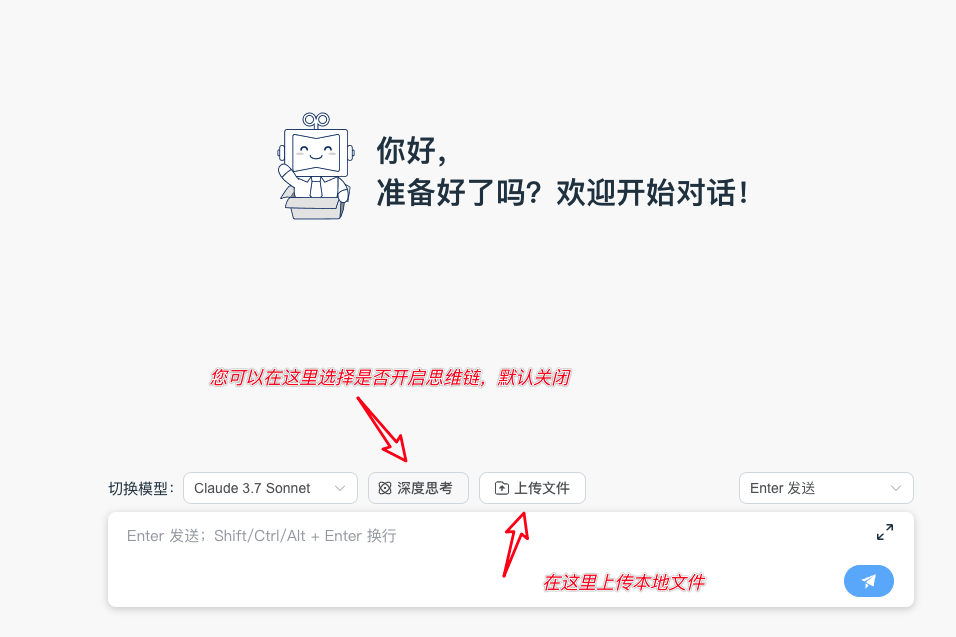 你好，
准备好了吗？欢迎开始对话！
您可以在这里选择是否开启思维链，默认关闭
切换模型： Claude 3.7 Sonnet 深度思考 上传文件 Enter 发送
Enter 发送；Shift/Ctrl/Alt + Enter 换行
在这里上传本地文件